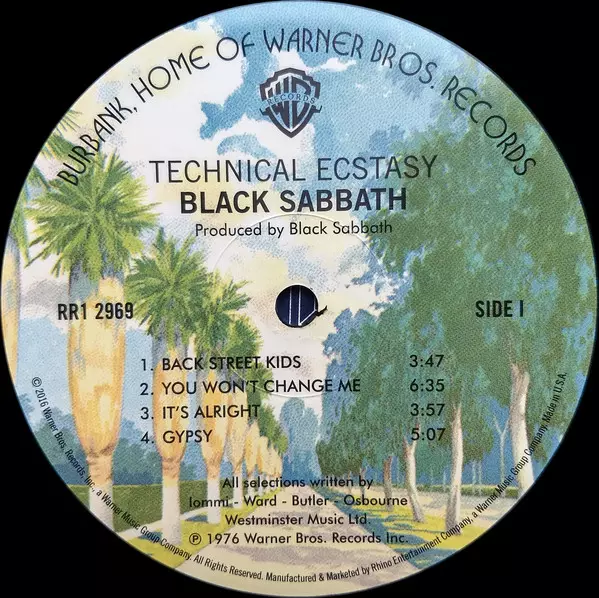 BURBANK, HOME OF WARNER BROS. RECORDS
RECORDS
TECHNICAL ECSTASY
BLACK SABBATH
Produced by Black Sabbath
RR1 2969
SIDE I
1. BACK STREET KIDS 3:47
2. YOU WON'T CHANGE ME 6:35
3. IT'S ALRIGHT 3:57
4. GYPSY 5:07
All selections written by
Iommi - Ward - Butler - Osbourne
Westminster Music Ltd.
℗ 1976 Warner Bros. Records Inc.
© 2016 Warner Bros. Records, Inc., a Warner Music Group Company. All Rights Reserved. Manufactured & Marketed by Rhino Entertainment Company, a Warner Music Group Company. Made in U.S.A.